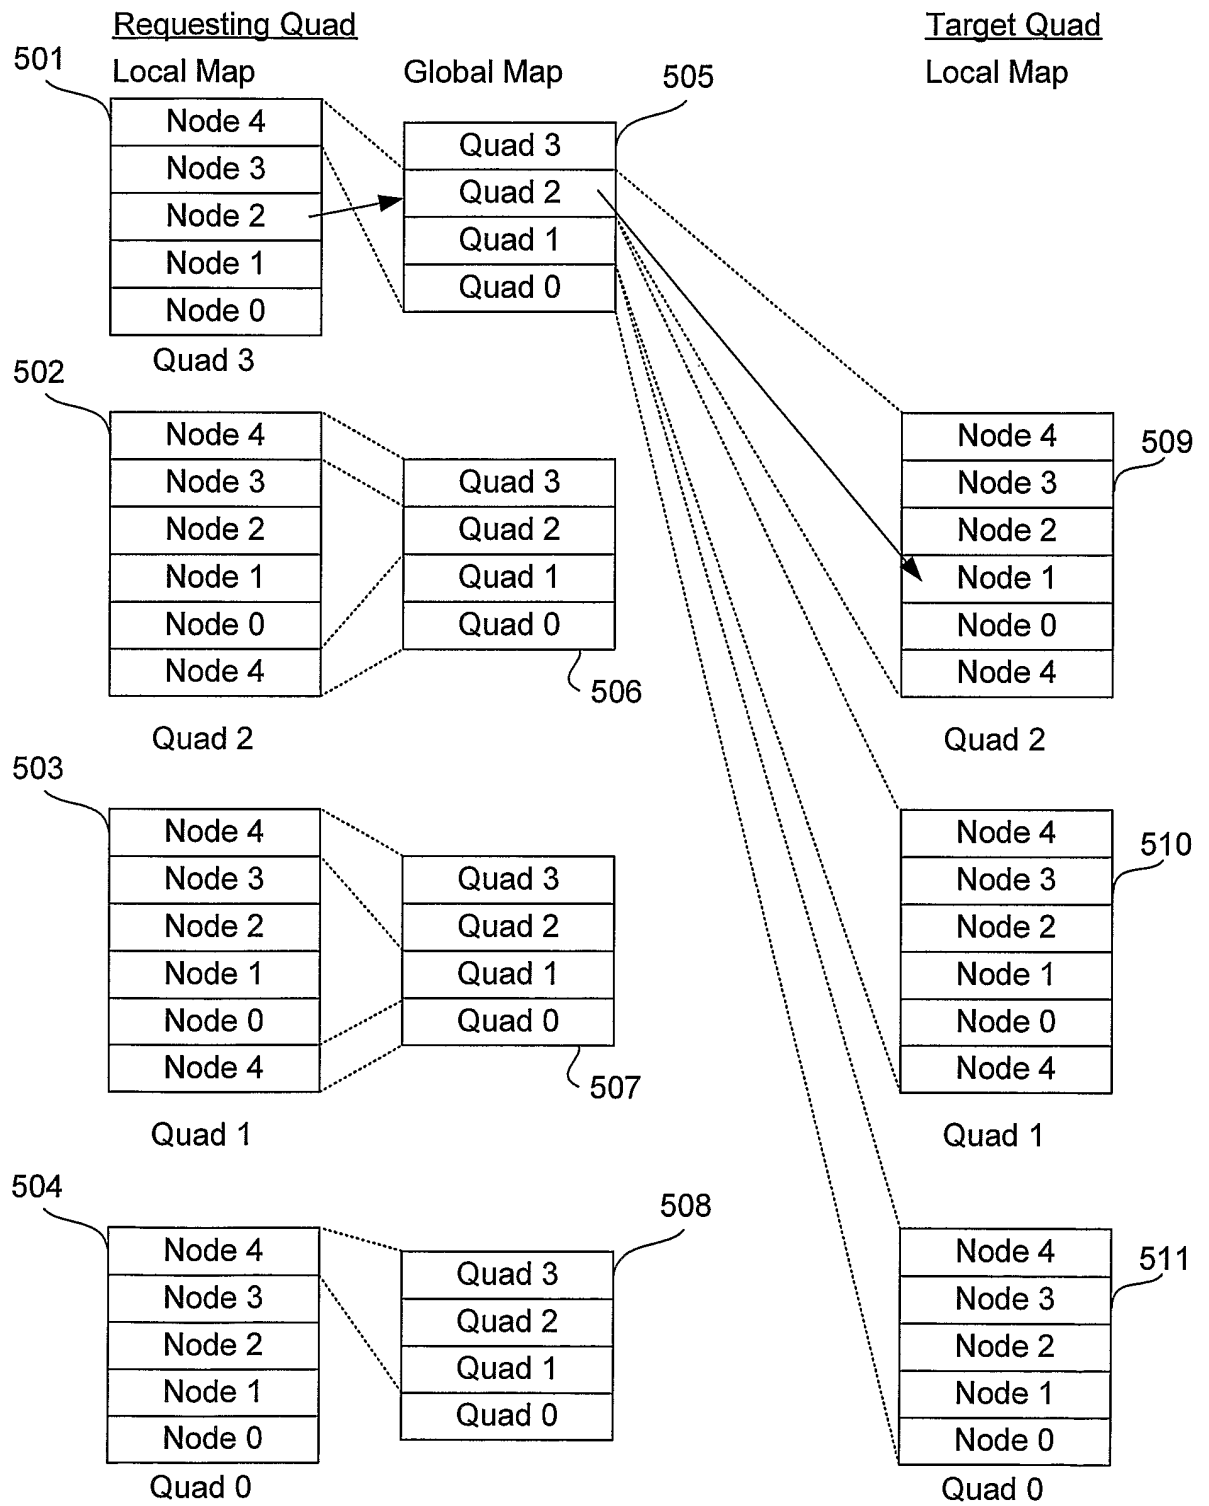 Requesting Quad
Target Quad
501
Local Map
Global Map
505
Local Map
Node 4
Node 3
Node 2
Node 1
Node 0
Quad 3
Quad 3
Quad 2
Quad 1
Quad 0
502
Node 4
Node 3
Node 2
Node 1
Node 0
Node 4
Quad 2
Quad 3
Quad 2
Quad 1
Quad 0
506
509
Node 4
Node 3
Node 2
Node 1
Node 0
Node 4
Quad 2
503
Node 4
Node 3
Node 2
Node 1
Node 0
Node 4
Quad 1
Quad 3
Quad 2
Quad 1
Quad 0
507
510
Node 4
Node 3
Node 2
Node 1
Node 0
Node 4
Quad 1
504
Node 4
Node 3
Node 2
Node 1
Node 0
Quad 0
508
Quad 3
Quad 2
Quad 1
Quad 0
511
Node 4
Node 3
Node 2
Node 1
Node 0
Quad 0